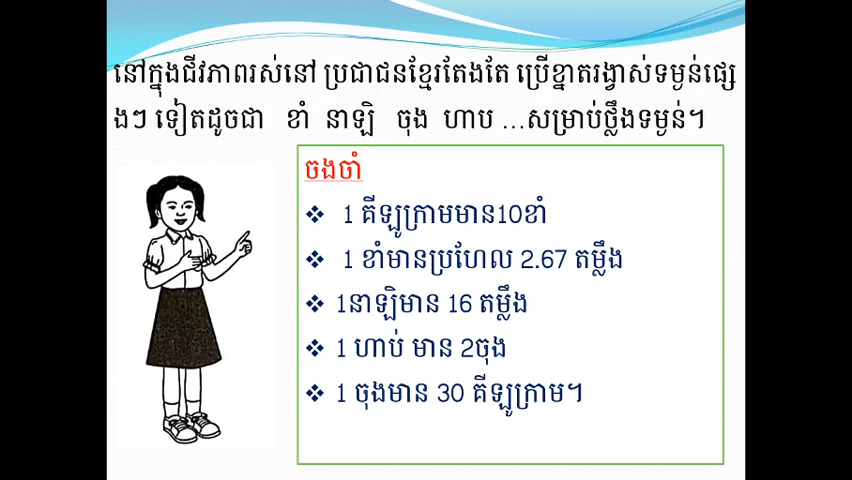 នៅក្នុងជីវភាពរស់នៅ ប្រជាជនខ្មែរតែងតែ ប្រើខ្នាតរង្វាស់ទម្ងន់ផ្សេ
ងៗ ទៀតដូចជា ខាំ នាឡិ ចុង ហាប ...សម្រាប់ថ្លឹងទម្ងន់។
ចងចាំ
❖ 1 គីឡូក្រាមមាន10ខាំ
❖ 1 ខាំមានប្រហែល 2.67 តម្លឹង
❖ 1នាឡិមាន 16 តម្លឹង
❖ 1 ហាប់ មាន 2ចុង
❖ 1 ចុងមាន 30 គីឡូក្រាម។